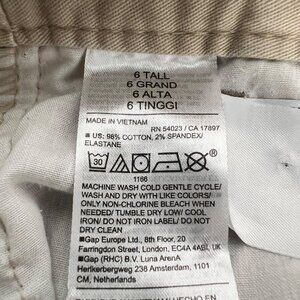 6 TALL
6 GRAND
6 ALTA
6 TINGGI
MADE IN VIETNAM
RN 54023 / CA 17897
■ US: 98% COTTON, 2% SPANDEX/
ELASTANE
30
1166
MACHINE WASH COLD GENTLE CYCLE/
WASH AND DRY WITH LIKE COLORS/
ONLY NON-CHLORINE BLEACH WHEN
NEEDED/ TUMBLE DRY LOW/ COOL
IRON/ DO NOT IRON LABEL/ DO NOT
DRY CLEAN
■Gap Europe Ltd., 8th Floor, 20
Farringdon Street, London, EC4A 4AB, UK
■Gap (RHC) B.V. Luna ArenA
Herikerbergweg 238 Amsterdam, 1101
CM, Netherlands
HECHO EN